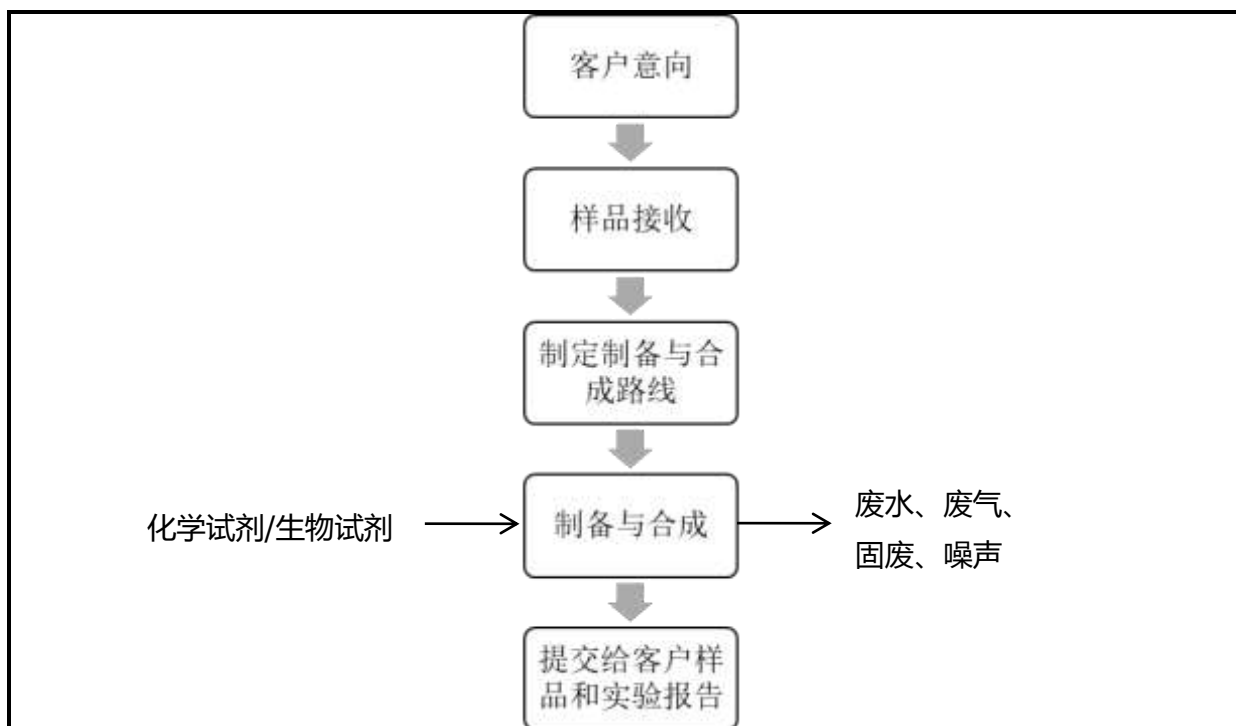 客户意向
样品接收
制定制备与合
成路线
化学试剂/生物试剂
制备与合成
废水、废气、
固废、噪声
提交给客户样
品和实验报告